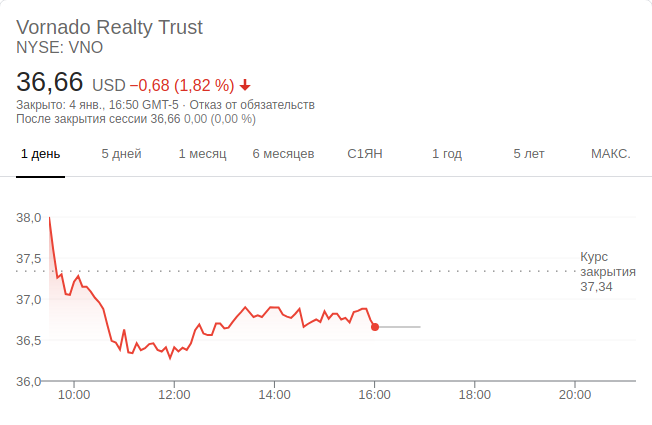 Vornado Realty Trust
NYSE: VNO
36,66 USD −0,68 (1,82 %)
Закрыто: 4 янв., 16:50 GMT-5 · Отказ от обязательств
После закрытия сессии 36,66 0,00 (0,00 %)
1 день 5 дней 1 месяц 6 месяцев С1ЯН 1 год 5 лет МАКС.
38,0
37,5
37,0
36,5
36,0
Курс
закрытия
37,34
10:00 12:00 14:00 16:00 18:00 20:00